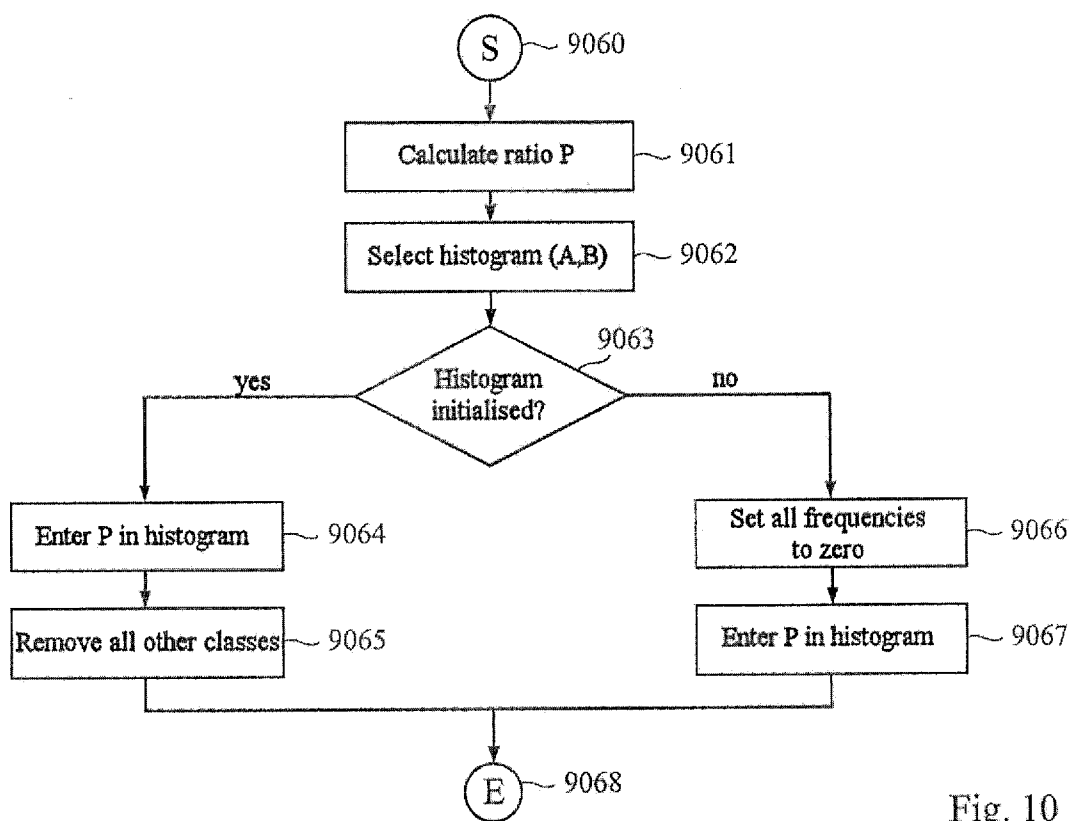 S
9060
Calculate ratio P
9061
Select histogram (A,B)
9062
9063
Histogram
initialised?
yes
no
Enter P in histogram
9064
Set all frequencies
to zero
9066
Remove all other classes
9065
Enter P in histogram
9067
E
9068
Fig. 10